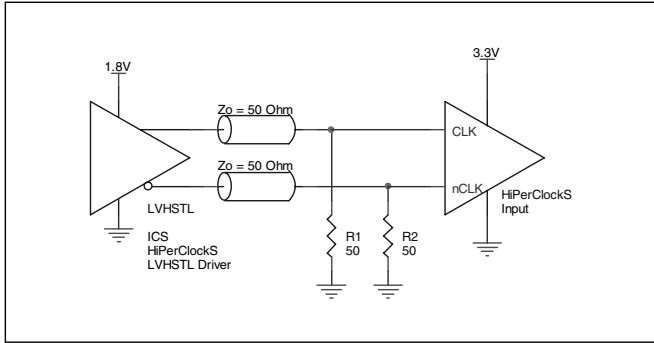 1.8V
3.3V
Zo = 50 Ohm
CLK
Zo = 50 Ohm
nCLK
HiPerClockS
Input
LVHSTL
ICS
HiPerClockS
LVHSTL Driver
R1
50
R2
50